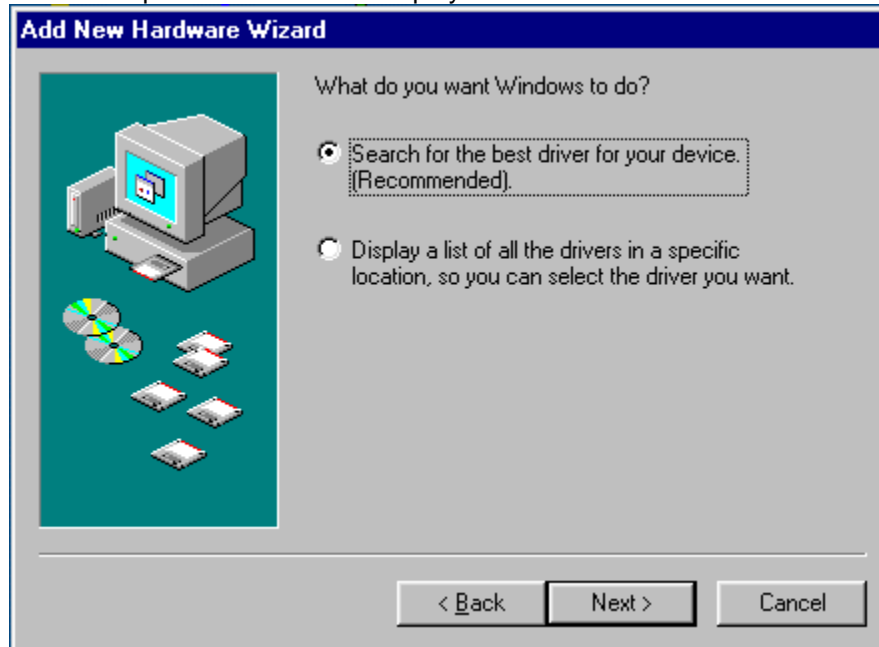 Add New Hardware Wizard
What do you want Windows to do?
Search for the best driver for your device.
(Recommended).
Display a list of all the drivers in a specific
location, so you can select the driver you want.
< Back
Next >
Cancel